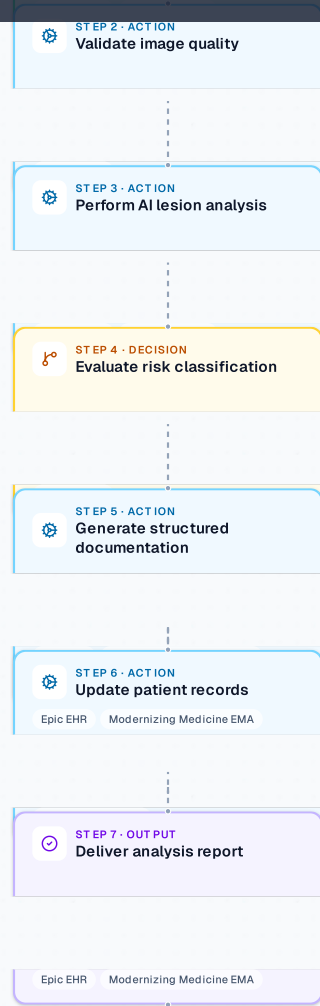 STEP 2 · ACTION
Validate image quality
STEP 3 · ACTION
Perform AI lesion analysis
STEP 4 · DECISION
Evaluate risk classification
STEP 5 · ACTION
Generate structured
documentation
STEP 6 · ACTION
Update patient records
Epic EHR Modernizing Medicine EMA
STEP 7 · OUTPUT
Deliver analysis report
Epic EHR Modernizing Medicine EMA